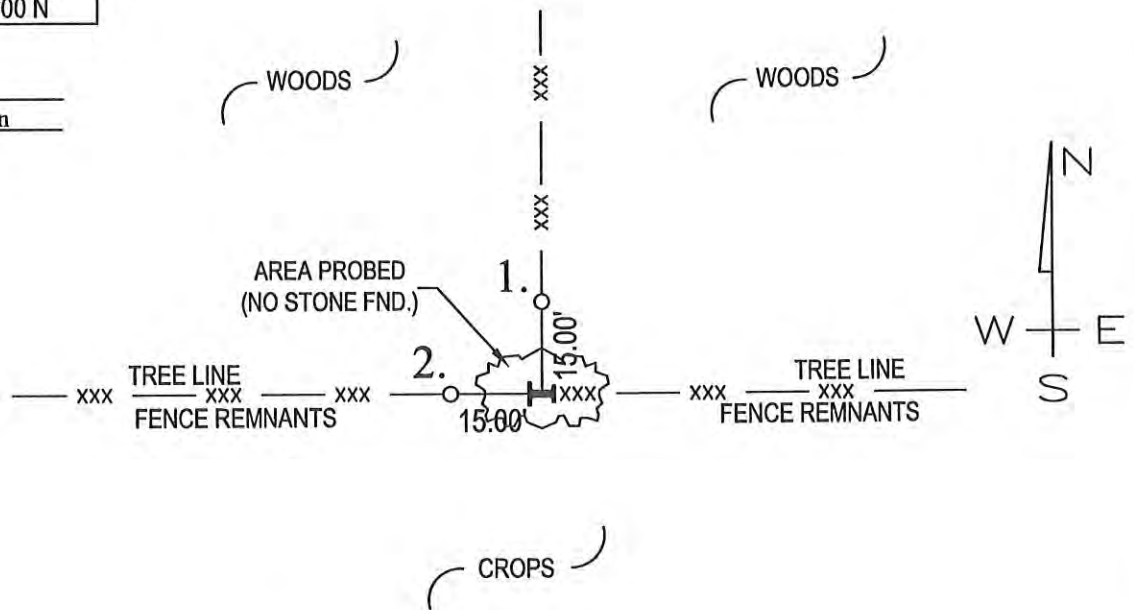 00 N
n
WOODS
WOODS
XXX
XXX
AREA PROBED
(NO STONE FND.)
1.
15.00'
N
W E
S
2.
XXX TREE LINE XXX XXX
FENCE REMNANTS
15.00'
XXX
XXX TREE LINE XXX
FENCE REMNANTS
CROPS